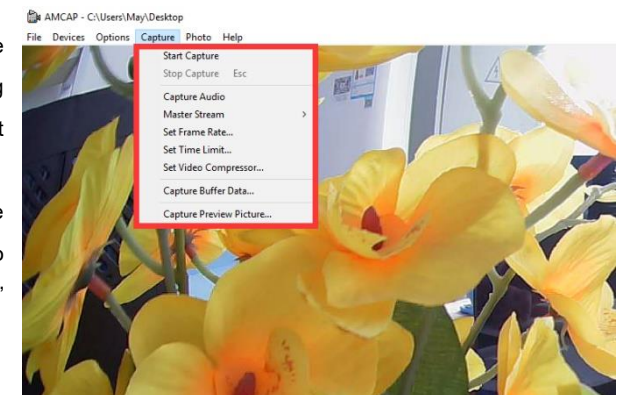 AMCAP - C:\Users\May\Desktop
File Devices Options Capture Photo Help
Start Capture
Stop Capture Esc
Capture Audio
Master Stream >
Set Frame Rate...
Set Time Limit...
Set Video Compressor...
Capture Buffer Data...
Capture Preview Picture...